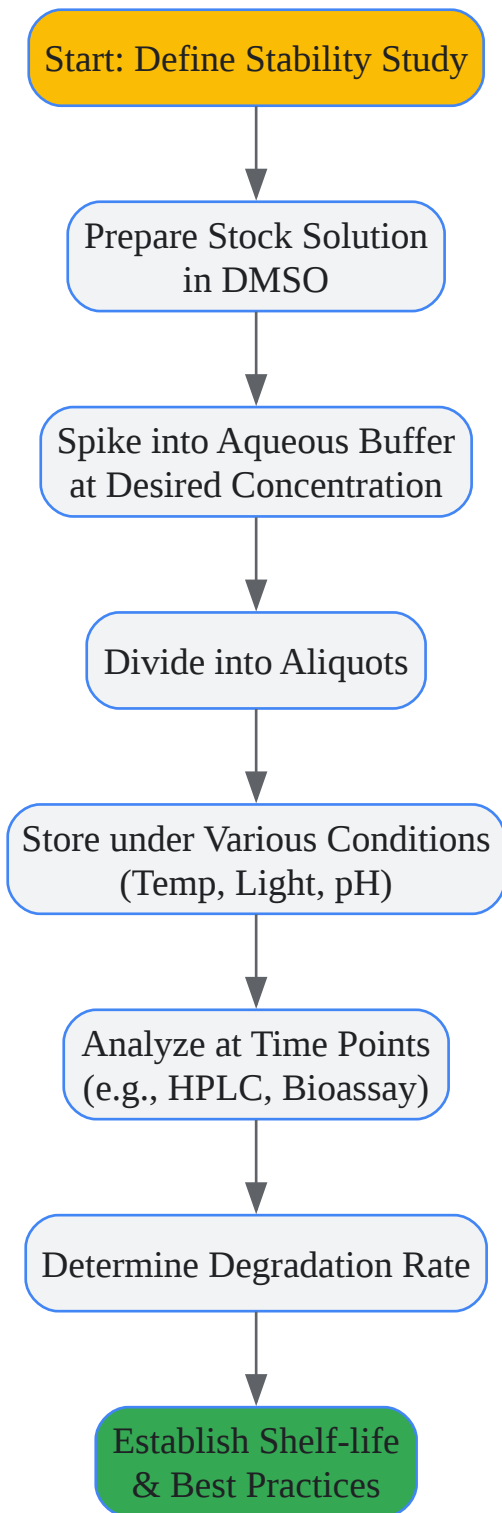 Start: Define Stability Study
Prepare Stock Solution
in DMSO
Spike into Aqueous Buffer
at Desired Concentration
Divide into Aliquots
Store under Various Conditions
(Temp, Light, pH)
Analyze at Time Points
(e.g., HPLC, Bioassay)
Determine Degradation Rate
Establish Shelf-life
& Best Practices